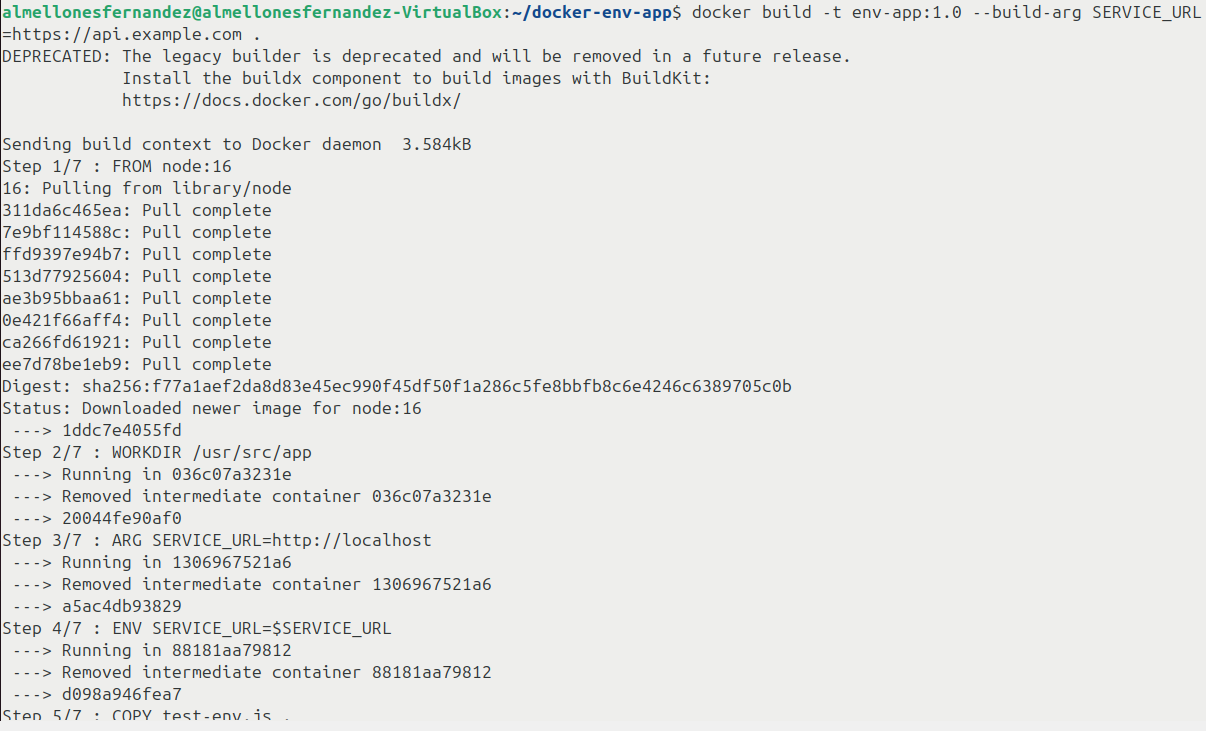 almellonesfernandez@almellonesfernandez-VirtualBox:~/docker-env-app$ docker build -t env-app:1.0 --build-arg SERVICE_URL
=https://api.example.com .
DEPRECATED: The legacy builder is deprecated and will be removed in a future release.
            Install the buildx component to build images with BuildKit:
            https://docs.docker.com/go/buildx/

Sending build context to Docker daemon  3.584kB
Step 1/7 : FROM node:16
16: Pulling from library/node
311da6c465ea: Pull complete
7e9bf114588c: Pull complete
ffd9397e94b7: Pull complete
513d77925604: Pull complete
ae3b95bbaa61: Pull complete
0e421f66aff4: Pull complete
ca266fd61921: Pull complete
ee7d78be1eb9: Pull complete
Digest: sha256:f77a1aef2da8d83e45ec990f45df50f1a286c5fe8bbfb8c6e4246c6389705c0b
Status: Downloaded newer image for node:16
 ---> 1ddc7e4055fd
Step 2/7 : WORKDIR /usr/src/app
 ---> Running in 036c07a3231e
 ---> Removed intermediate container 036c07a3231e
 ---> 20044fe90af0
Step 3/7 : ARG SERVICE_URL=http://localhost
 ---> Running in 1306967521a6
 ---> Removed intermediate container 1306967521a6
 ---> a5ac4db93829
Step 4/7 : ENV SERVICE_URL=$SERVICE_URL
 ---> Running in 88181aa79812
 ---> Removed intermediate container 88181aa79812
 ---> d098a946fea7
Step 5/7 : COPY test-env.js .